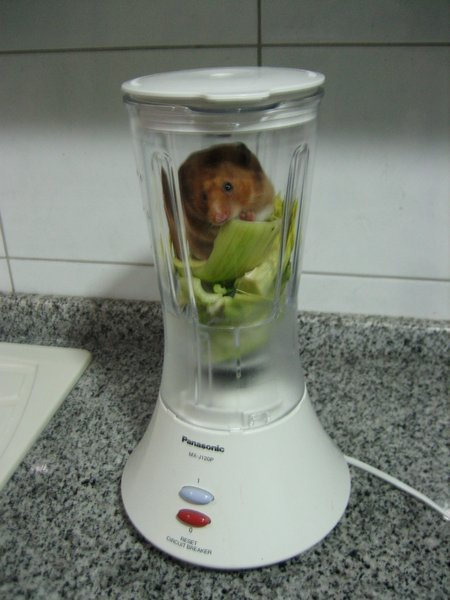 Panasonic
MX-J120P
1
0
RESET
CIRCUIT BREAKER